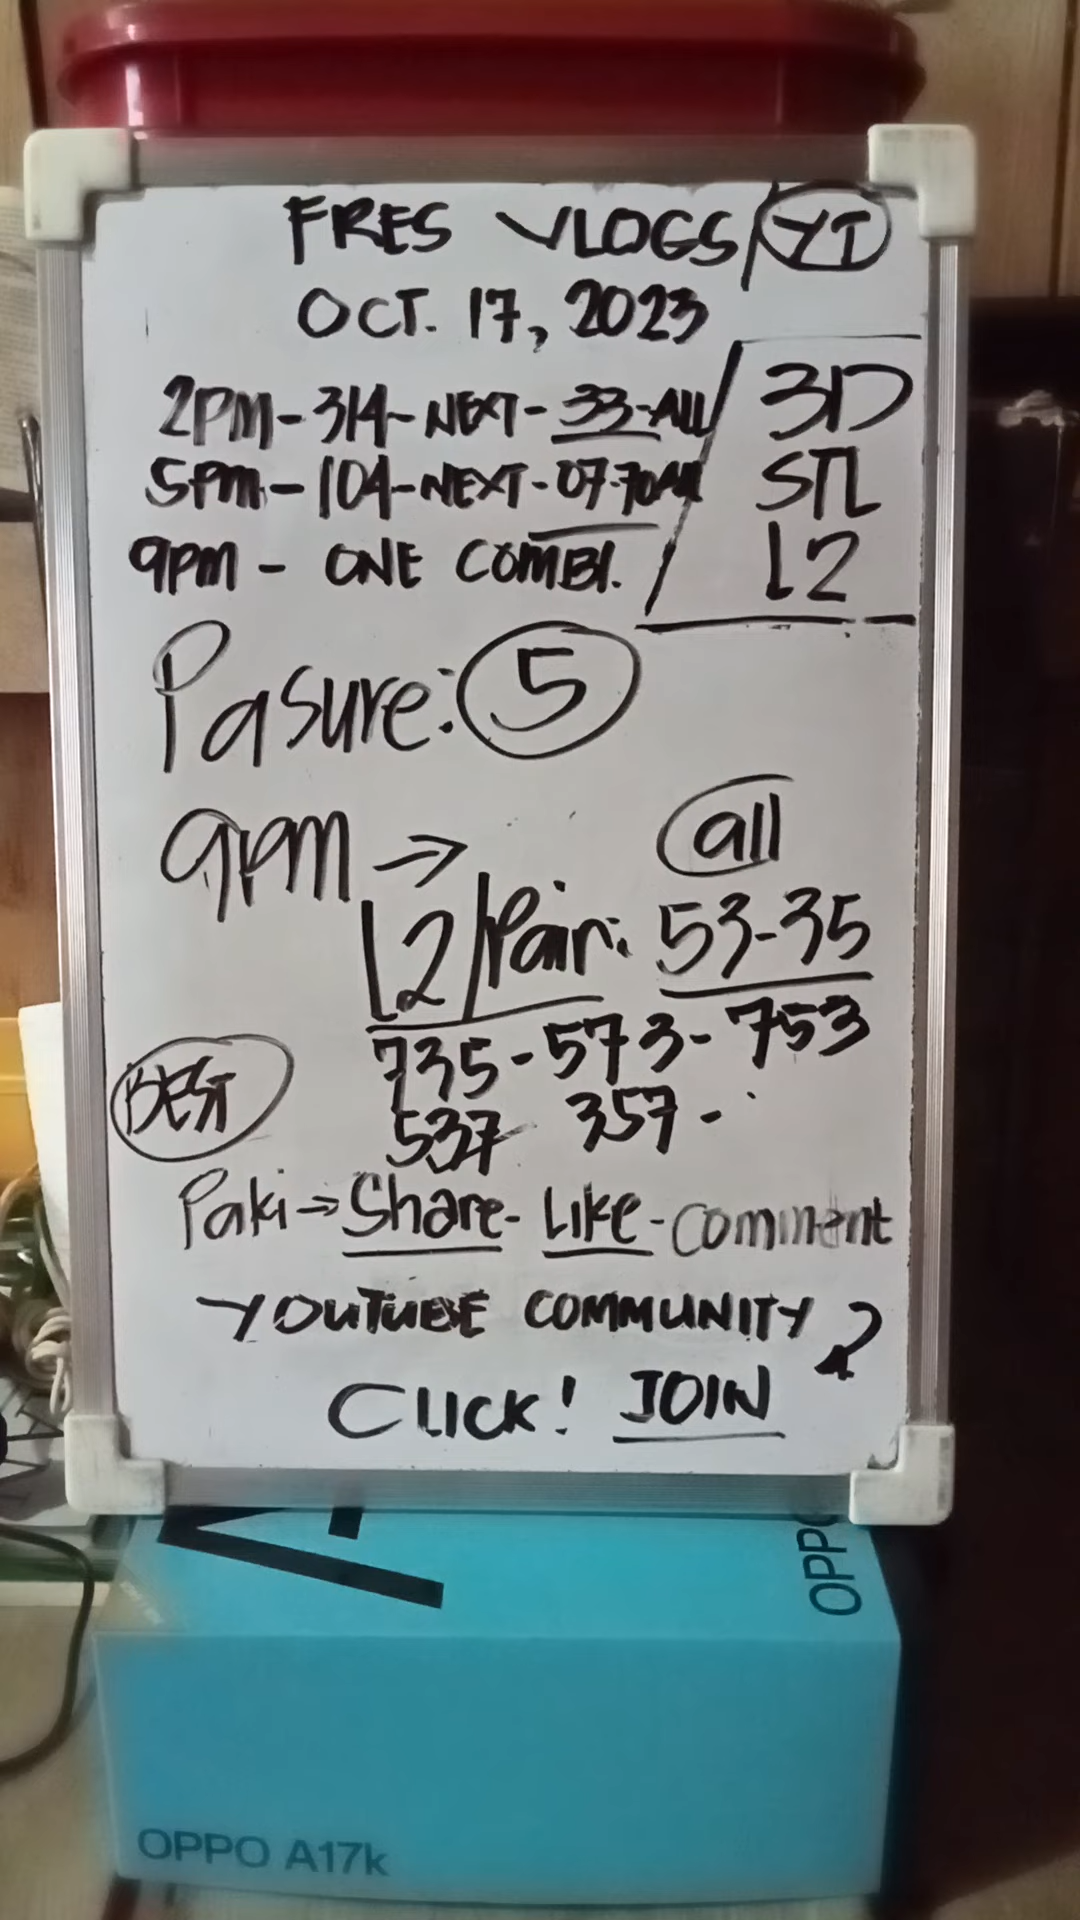 FRES VLOGS/YT
OCT. 17, 2023
2PM-314-NEXT-33-ALL/ 3D
5PM-104-NEXT-07-70ALL STL
9PM - ONE COMBI. / L2
Pasure: 5
9PM → all
L2/Pair: 53-35
735-573-753
BEST 537 357-
Paki→Share-Like-comment
YOUTUBE COMMUNITY
CLICK! JOIN
OPPO
OPPO A17k